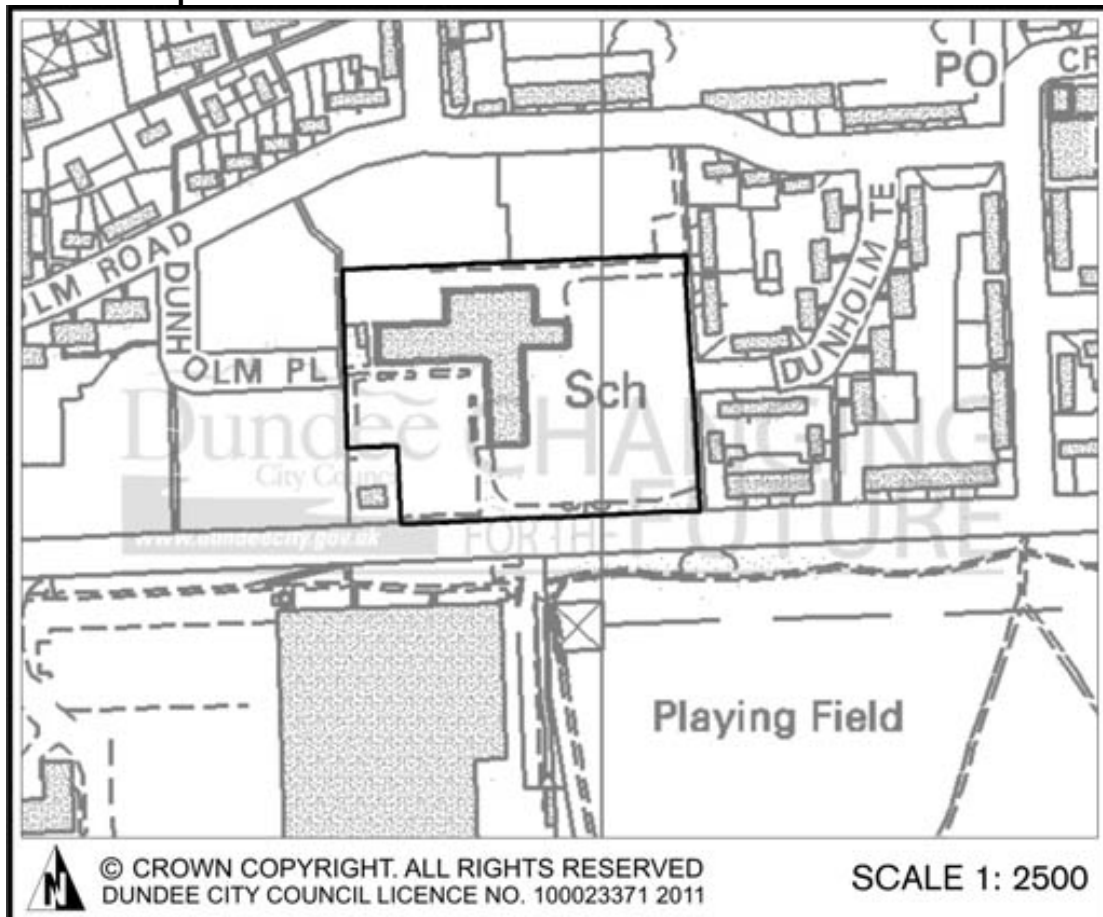 PO
CR
OLM ROAD
DUNH
OLM PL
DUNHOLM TE
Sch
Dundee
City Council
www.dundeecity.gov.uk
CHANGING
FOR THE
FUTURE
Playing Field
N
© CROWN COPYRIGHT. ALL RIGHTS RESERVED
DUNDEE CITY COUNCIL LICENCE NO. 100023371 2011
SCALE 1: 2500